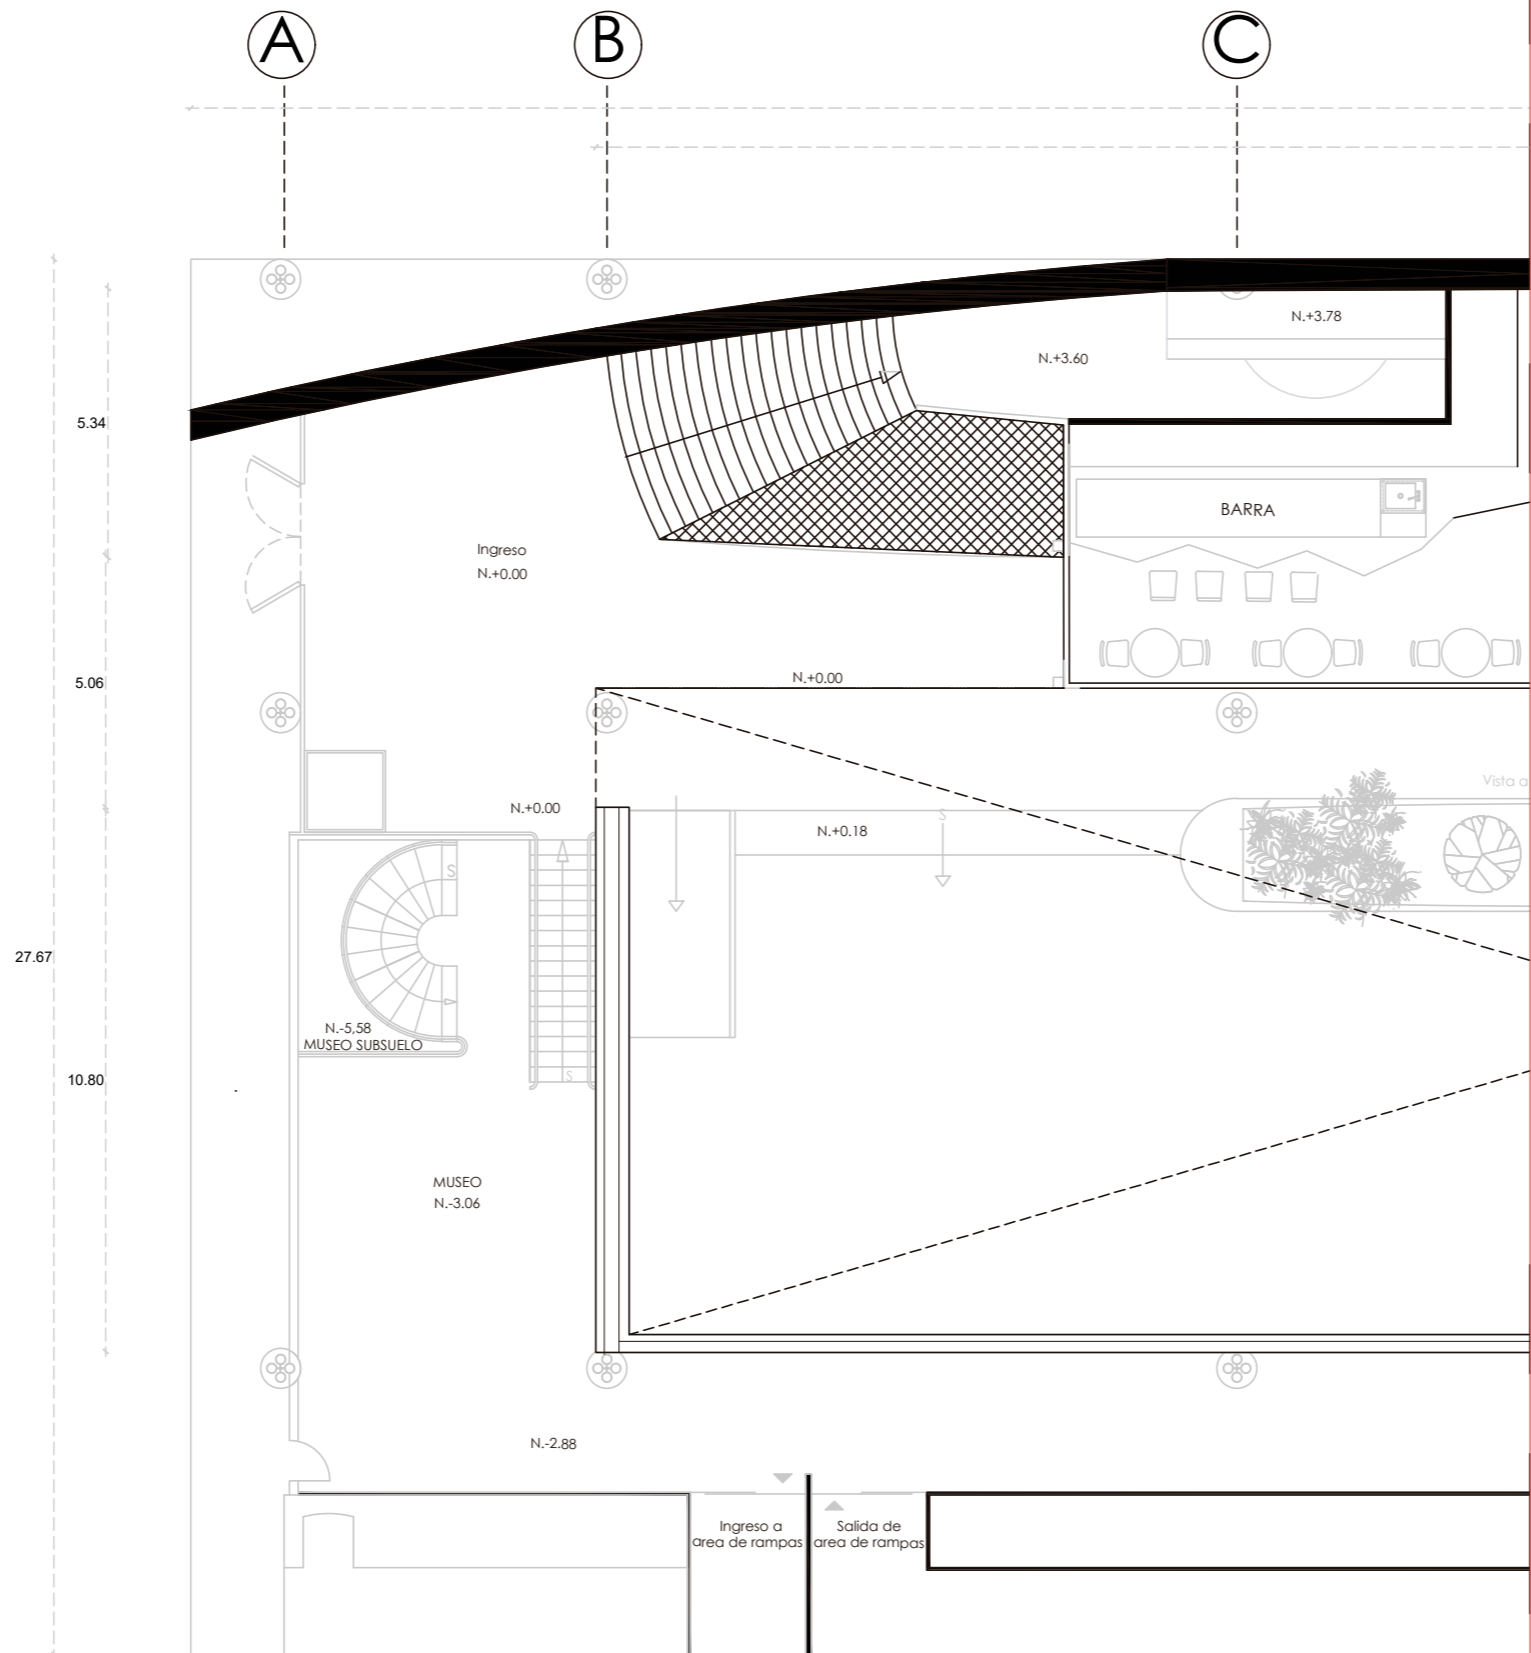 A
B
C
N.+3.78
N.+3.60
5.34
BARRA
Ingreso
N.+0.00
5.06
N.+0.00
Vista a
N.+0.00
N.+0.18
S
S
27.67
N.-5,58
MUSEO SUBSUELO
10.80
S
MUSEO
N.-3.06
N.-2.88
Ingreso a
area de rampas
Salida de
area de rampas